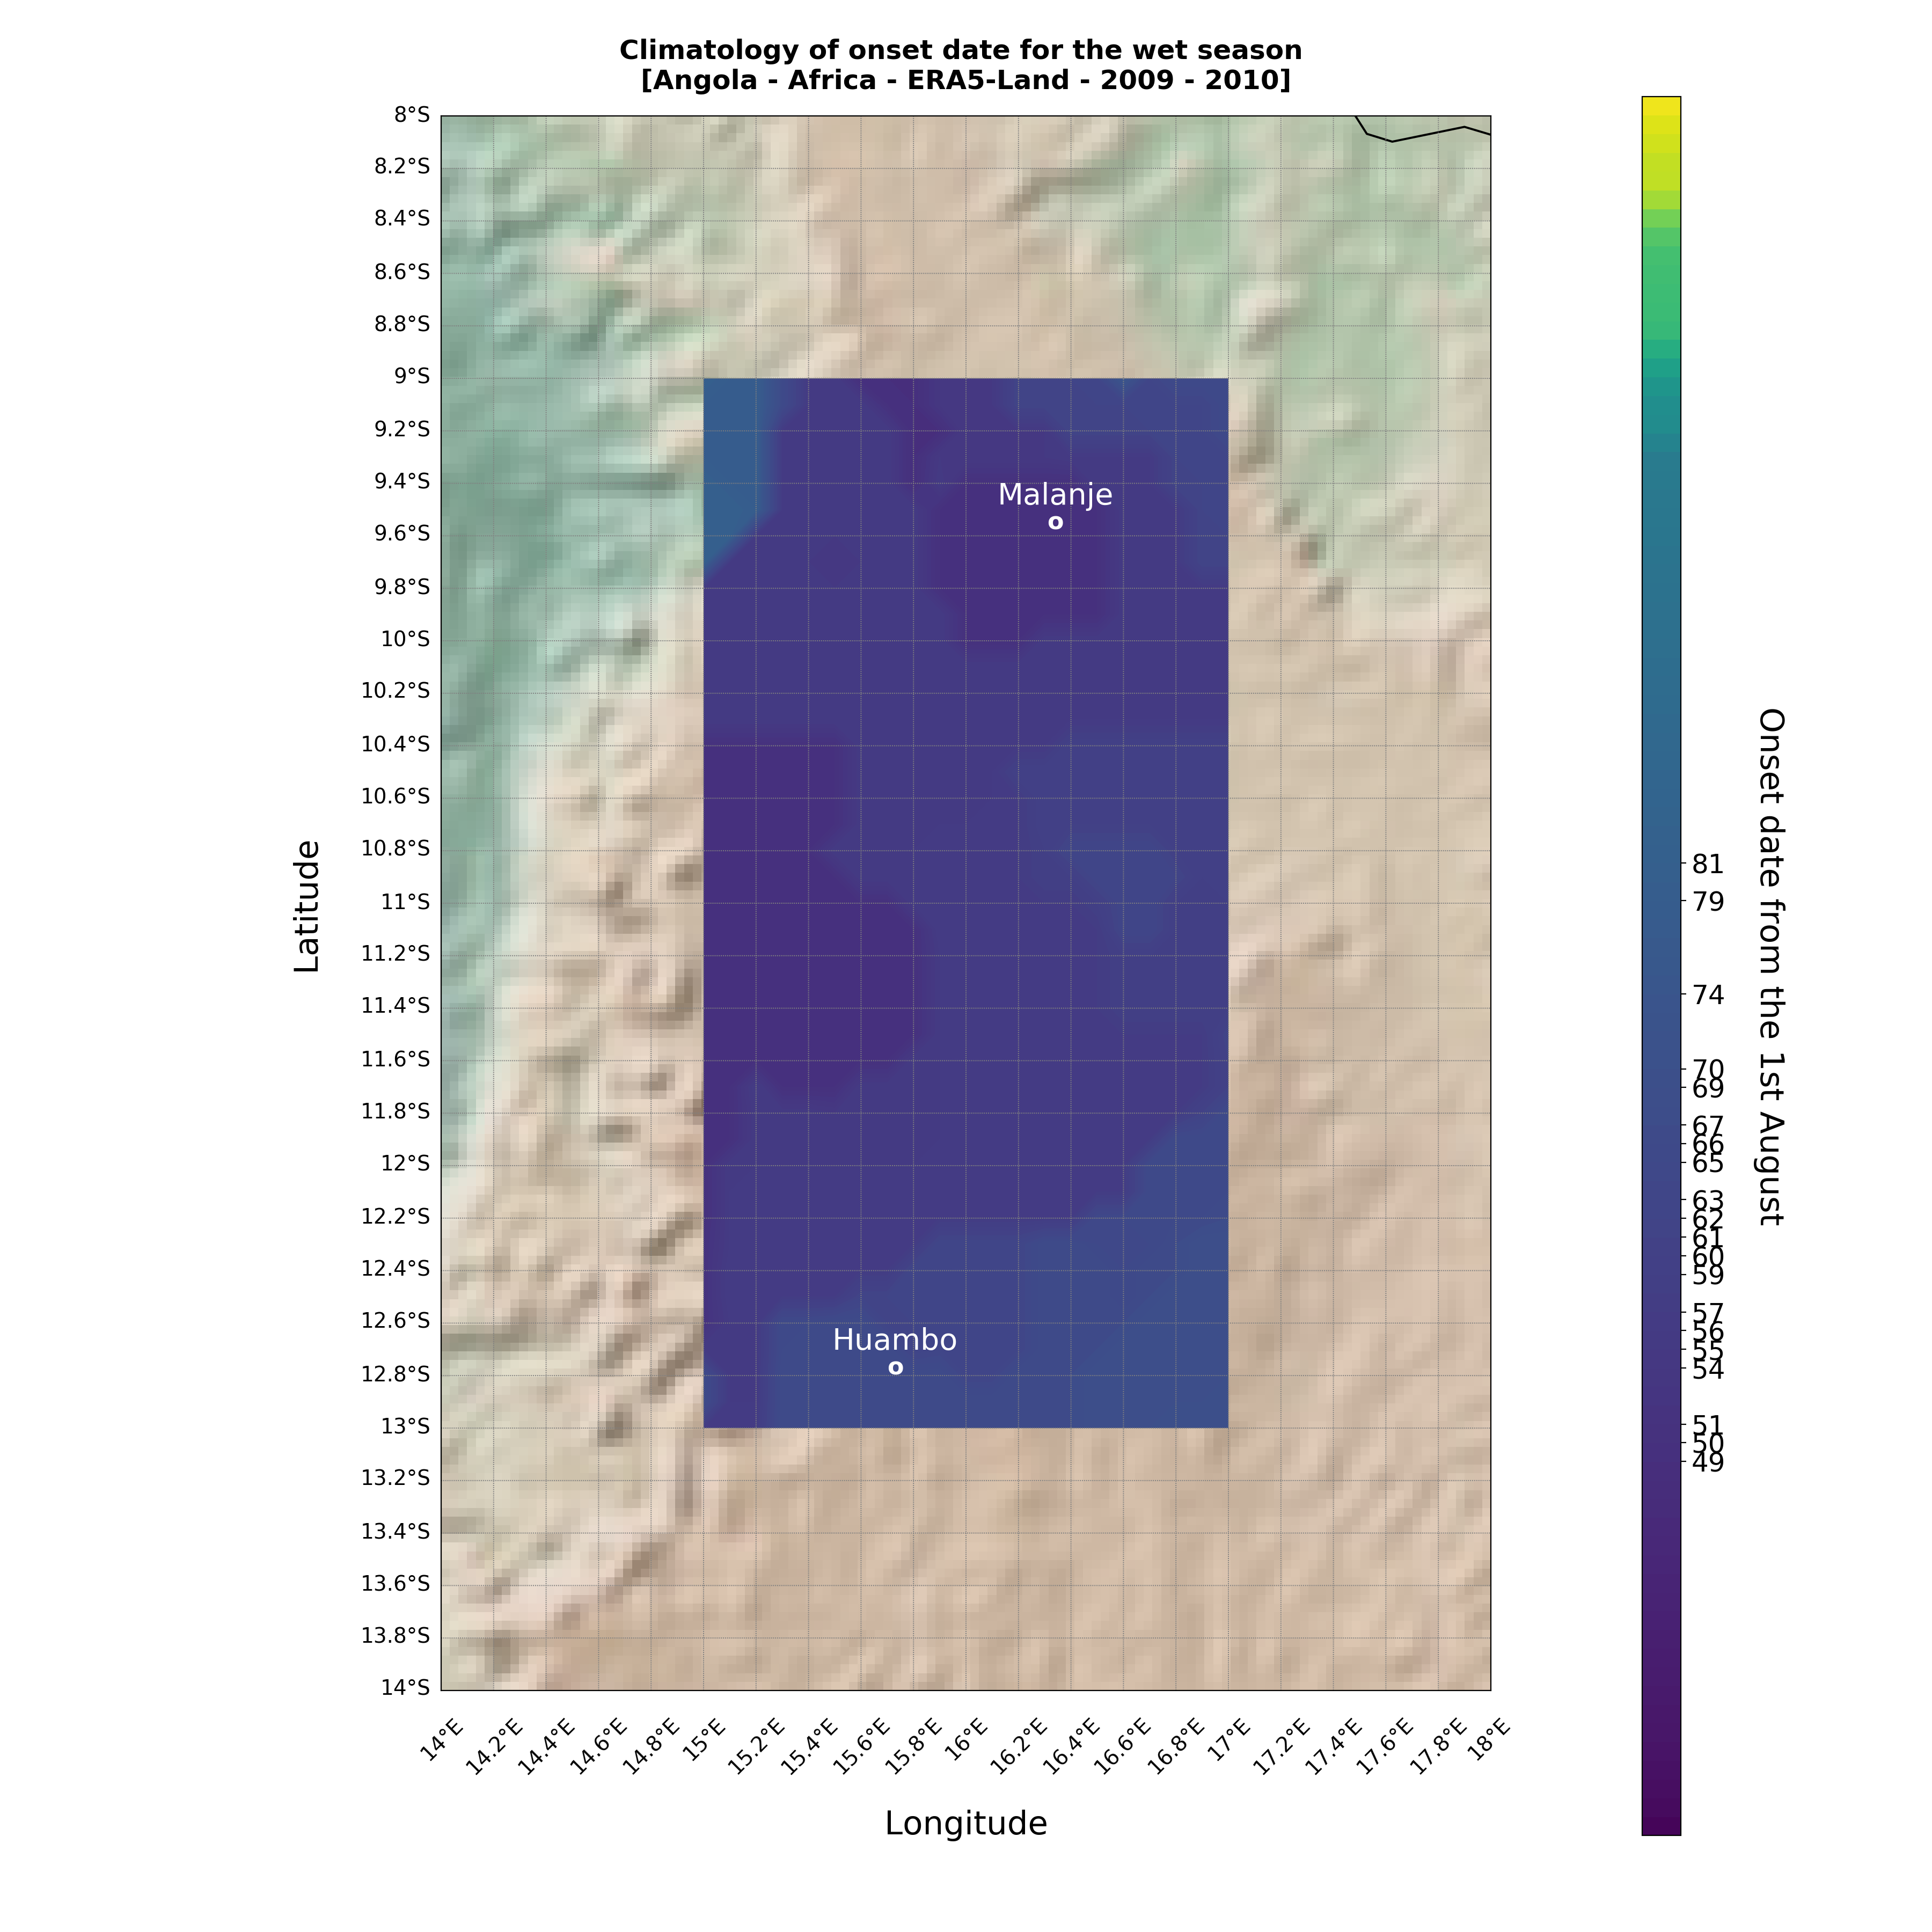 Climatology of onset date for the wet season
[Angola - Africa - ERA5-Land - 2009 - 2010]
8°S
8.2°S
8.4°S
8.6°S
8.8°S
9°S
9.2°S
9.4°S
9.6°S
9.8°S
10°S
10.2°S
10.4°S
10.6°S
10.8°S
11°S
11.2°S
11.4°S
11.6°S
11.8°S
12°S
12.2°S
12.4°S
12.6°S
12.8°S
13°S
13.2°S
13.4°S
13.6°S
13.8°S
14°S
Latitude
Malanje
Huambo
14°E 14.2°E 14.4°E 14.6°E 14.8°E 15°E 15.2°E 15.4°E 15.6°E 15.8°E 16°E 16.2°E 16.4°E 16.6°E 16.8°E 17°E 17.2°E 17.4°E 17.6°E 17.8°E 18°E
Longitude
81
79
74
70
69
67
66
65
63
62
61
60
59
57
56
55
54
51
50
49
Onset date from the 1st August